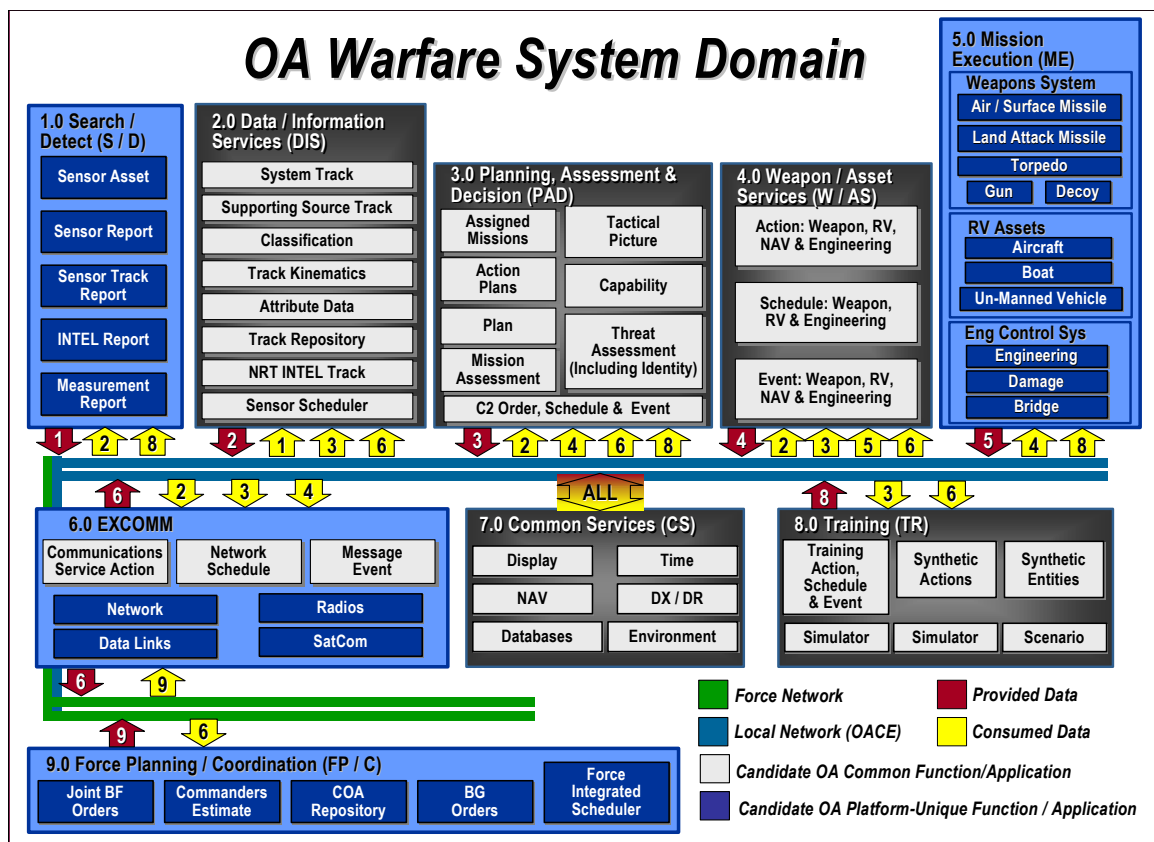 OA Warfare System Domain
1.0 Search /
Detect (S / D)
Sensor Asset
Sensor Report
Sensor Track
Report
INTEL Report
Measurement
Report
2.0 Data / Information
Services (DIS)
System Track
Supporting Source Track
Classification
Track Kinematics
Attribute Data
Track Repository
NRT INTEL Track
Sensor Scheduler
3.0 Planning, Assessment &
Decision (PAD)
Assigned
Missions
Action
Plans
Plan
Mission
Assessment
Tactical
Picture
Capability
Threat
Assessment
(Including Identity)
C2 Order, Schedule & Event
4.0 Weapon / Asset
Services (W / AS)
Action: Weapon, RV,
NAV & Engineering
Schedule: Weapon,
RV & Engineering
Event: Weapon, RV,
NAV & Engineering
5.0 Mission
Execution (ME)
Weapons System
Air / Surface Missile
Land Attack Missile
Torpedo
Gun
Decoy
RV Assets
Aircraft
Boat
Un-Manned Vehicle
Eng Control Sys
Engineering
Damage
Bridge
1
2
8
2
1
3
6
3
2
4
6
8
4
2
3
5
6
5
4
8
6
2
3
4
ALL
8
3
6
6.0 EXCOMM
Communications
Service Action
Network
Schedule
Message
Event
Network
Radios
Data Links
SatCom
7.0 Common Services (CS)
Display
Time
NAV
DX / DR
Databases
Environment
8.0 Training (TR)
Training
Action,
Schedule
& Event
Synthetic
Actions
Synthetic
Entities
Simulator
Simulator
Scenario
6
9
9
6
9.0 Force Planning / Coordination (FP / C)
Joint BF
Orders
Commanders
Estimate
COA
Repository
BG
Orders
Force
Integrated
Scheduler
Force Network
Provided Data
Local Network (OACE)
Consumed Data
Candidate OA Common Function/Application
Candidate OA Platform-Unique Function / Application